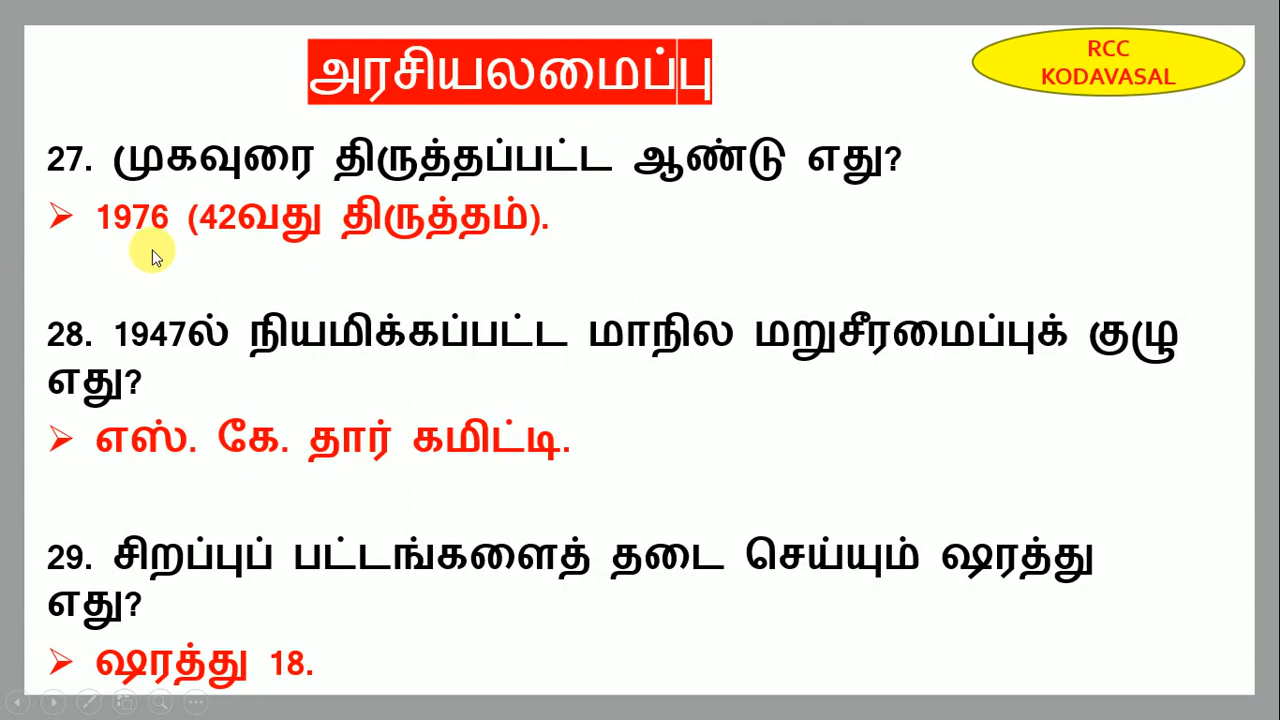 அரசியலமைப்பு
RCC
KODAVASAL
27. முகவுரை திருத்தப்பட்ட ஆண்டு எது?
➢ 1976 (42வது திருத்தம்).
28. 1947ல் நியமிக்கப்பட்ட மாநில மறுசீரமைப்புக் குழு
எது?
➢ எஸ். கே. தார் கமிட்டி.
29. சிறப்புப் பட்டங்களைத் தடை செய்யும் ஷரத்து
எது?
➢ ஷரத்து 18.